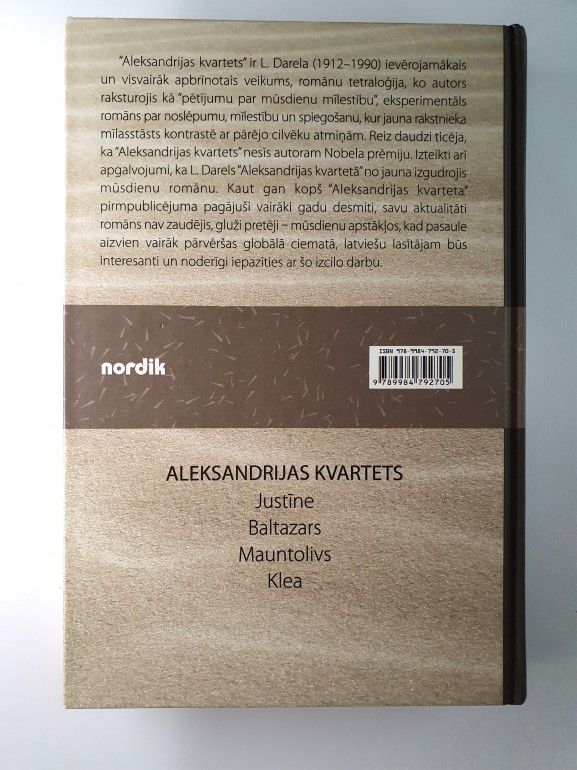 "Aleksandrijas kvartets" ir L. Darela (1912–1990) ievērojamākais
un visvairāk apbrīnotais veikums, romānu tetraloģija, ko autors
raksturojis kā "pētījumu par mūsdienu mīlestību", eksperimentāls
romāns par noslēpumu, mīlestību un spiegošanu, kur jauna rakstnieka
mīlasstāsts kontrastē ar pārējo cilvēku atmiņām. Reiz daudzi ticēja,
ka "Aleksandrijas kvartets" nesīs autoram Nobela prēmiju. Izteikti arī
apgalvojumi, ka L. Darels "Aleksandrijas kvartetā" no jauna izgudrojis
mūsdienu romānu. Kaut gan kopš "Aleksandrijas kvarteta"
pirmpublicējuma pagājuši vairāki gadu desmiti, savu aktualitāti
romāns nav zaudējis, gluži pretēji – mūsdienu apstākļos, kad pasaule
aizvien vairāk pārvēršas globālā ciematā, latviešu lasītājam būs
interesanti un noderīgi iepazīties ar šo izcilo darbu.
nordik
ISBN 978-9984-792-70-5
9 789984 792705
ALEKSANDRIJAS KVARTETS
Justīne
Baltazars
Mauntolivs
Klea